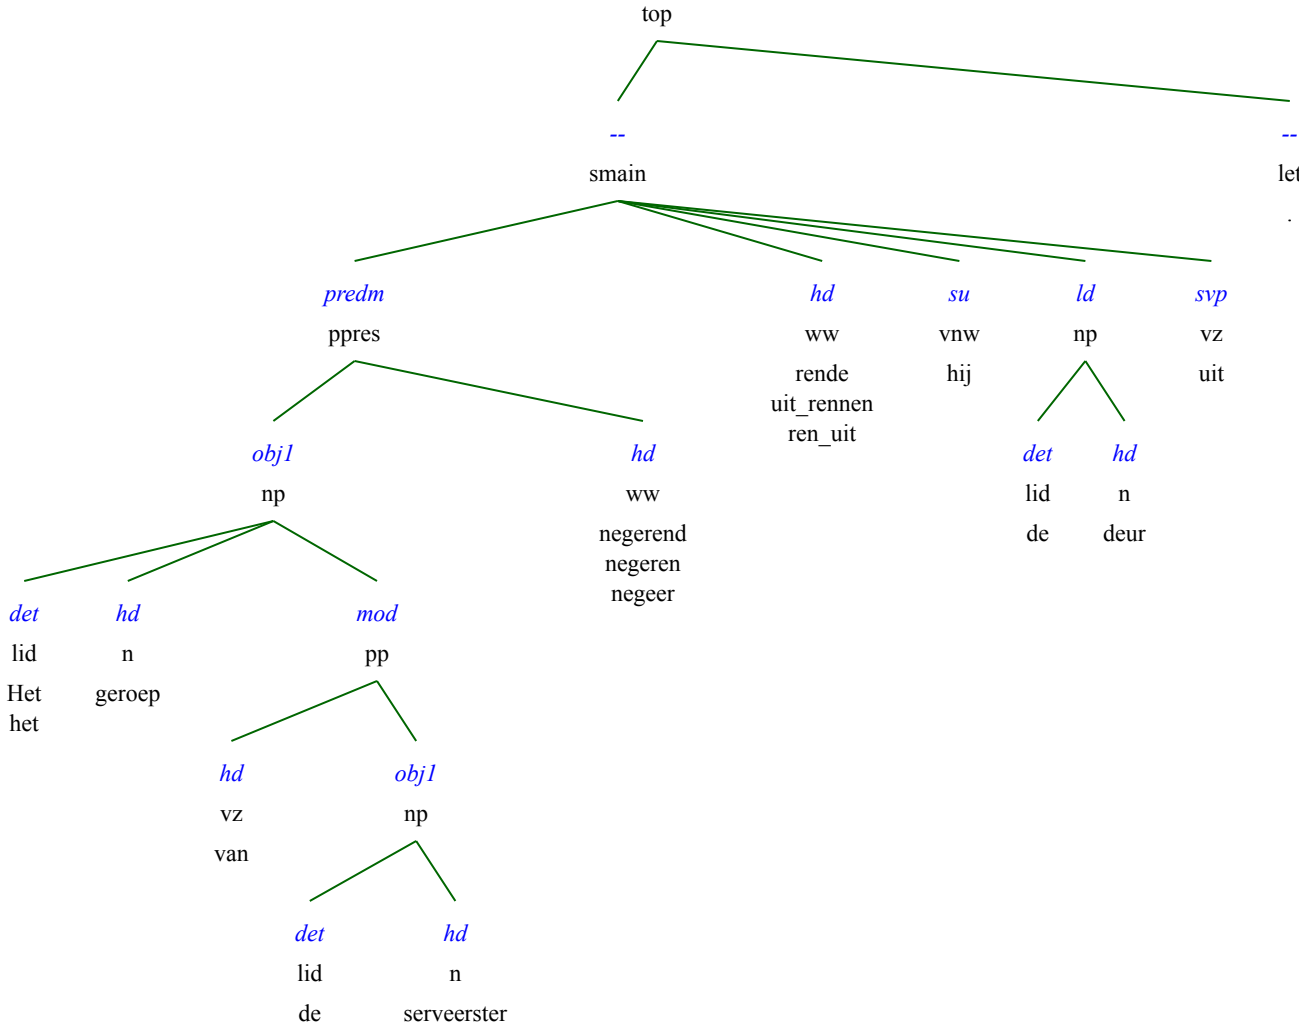 top
-- --
smain let
.
predm hd su ld svp
ppres ww vnw np vz
rende hij uit
uit_rennen
ren_uit
obj1 hd det hd
np ww lid n
negerend de deur
negeren
negeer
det hd mod
lid n pp
Het geroep
het
hd obj1
vz np
van
det hd
lid n
de serveerster